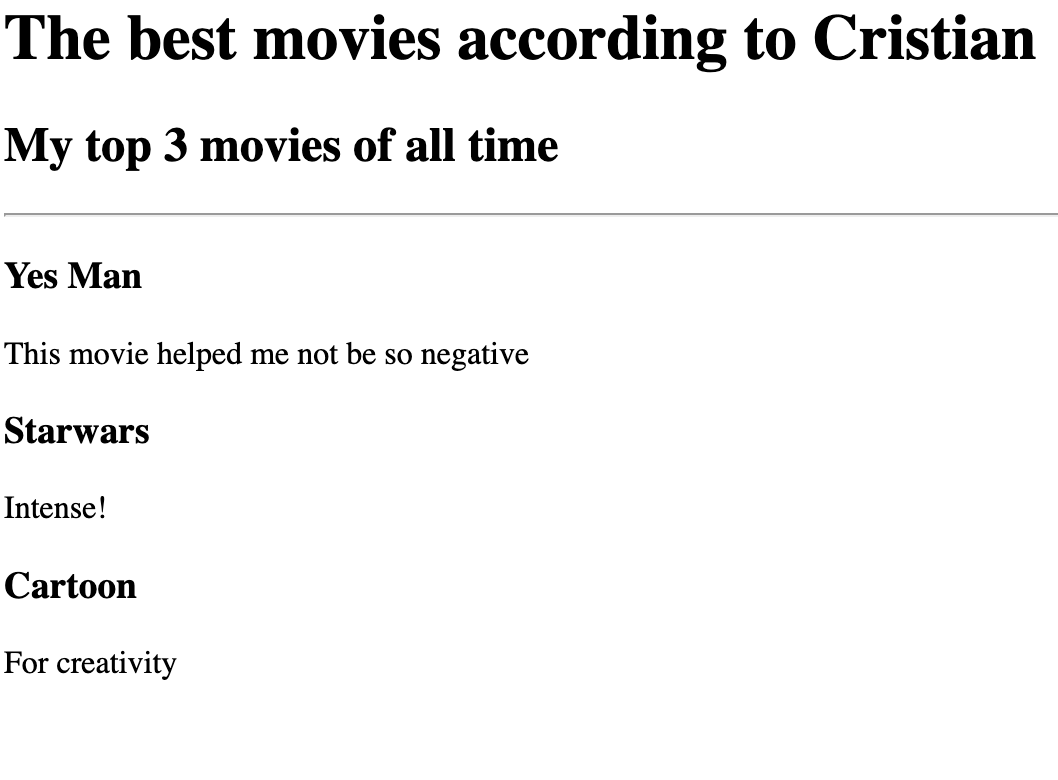 The best movies according to Cristian
My top 3 movies of all time
Yes Man
This movie helped me not be so negative
Starwars
Intense!
Cartoon
For creativity